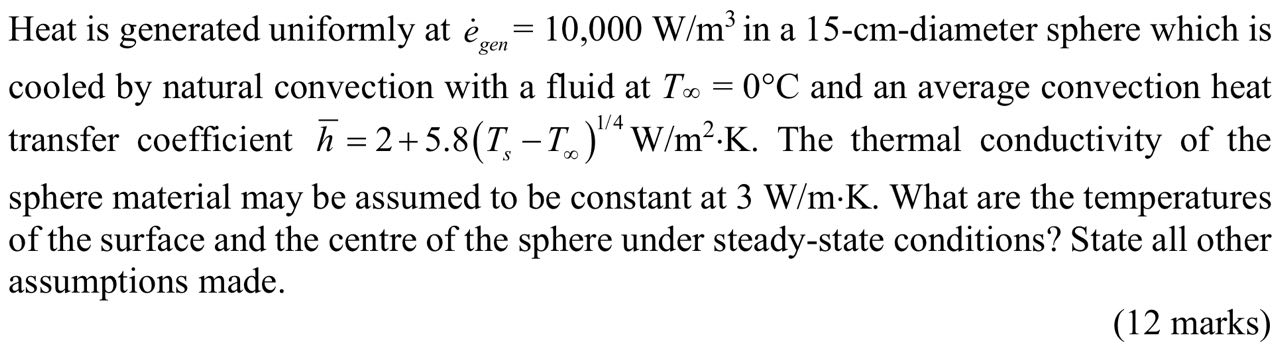 Heat is generated uniformly at ė_gen = 10,000 W/m³ in a 15-cm-diameter sphere which is
cooled by natural convection with a fluid at T∞ = 0°C and an average convection heat
transfer coefficient h̅ = 2+5.8(T_s − T_∞)^1/4 W/m²·K. The thermal conductivity of the
sphere material may be assumed to be constant at 3 W/m·K. What are the temperatures
of the surface and the centre of the sphere under steady-state conditions? State all other
assumptions made.
(12 marks)